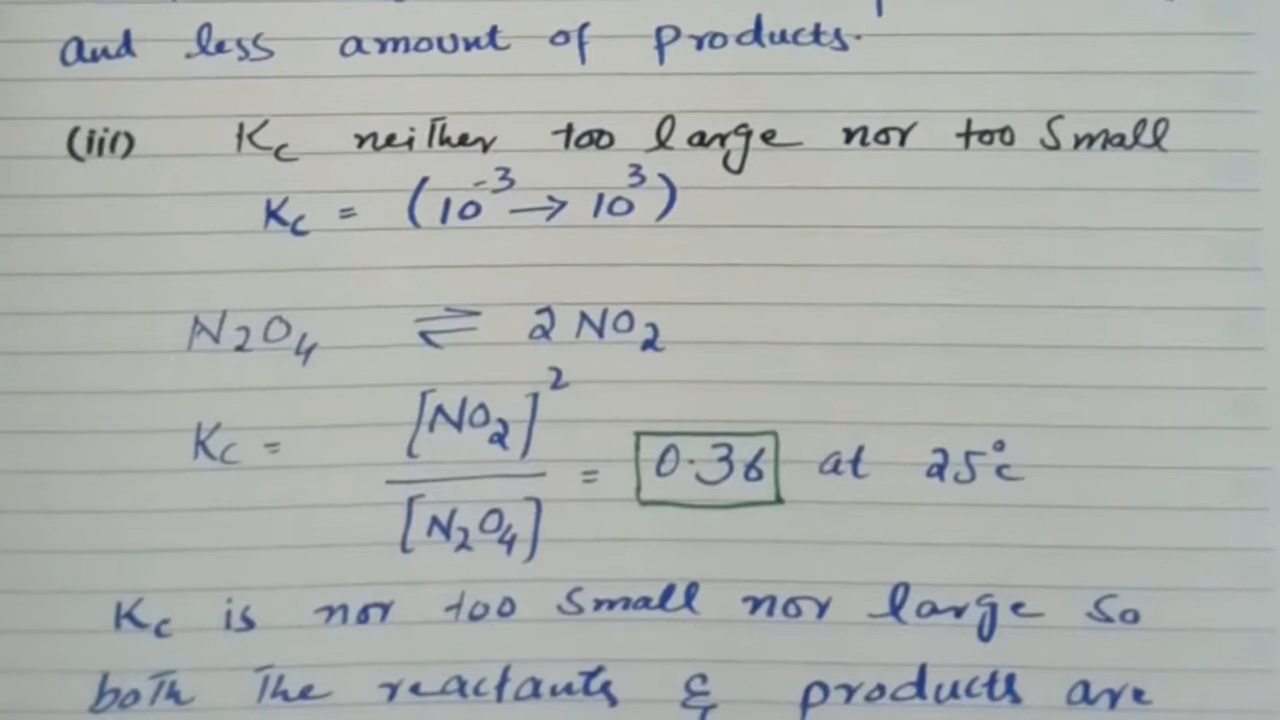 and less amount of products.
(iii) Kc neither too large nor too small
Kc = (10⁻³ → 10³)
N₂O₄ ⇌ 2NO₂
Kc = [NO₂]² / [N₂O₄] = 0.36 at 25°c
Kc is nor too small nor large so
both the reactants & products are